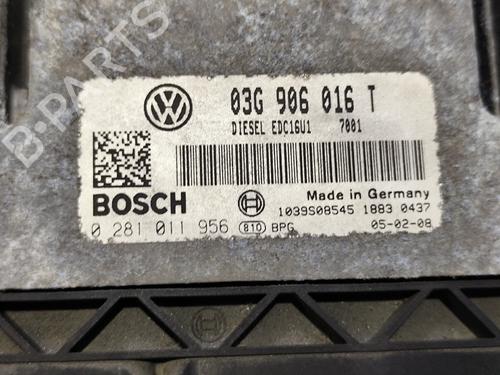 B-PARTS
03G 906 016 T
DIESEL EDC16U1 7001
BOSCH
Made in Germany
1039S08545 1883 0437
0 281 011 956 810 BPG
05-02-08